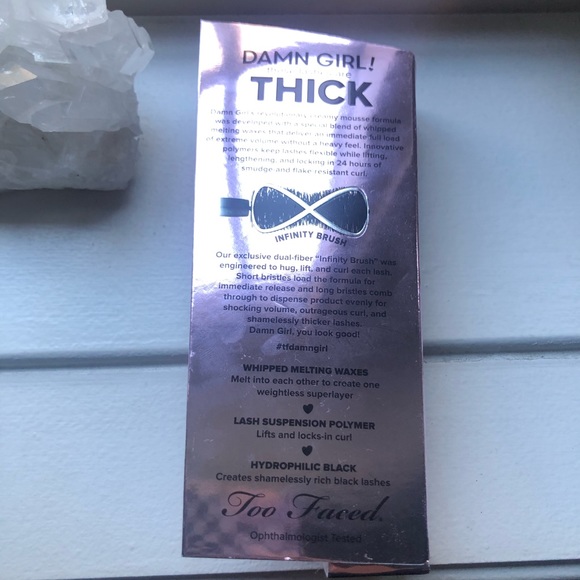 DAMN GIRL!
THICK
Damn Girl's revolutionary creamy mousse formula
was developed with a special blend of whipped
melting waxes that deliver an immediate full load
of extreme volume without a heavy feel. Innovative
polymers keep lashes flexible while lifting,
lengthening, and locking in 24 hours of
smudge and flake resistant curl.
INFINITY BRUSH
Our exclusive dual-fiber “Infinity Brush” was
engineered to hug, lift, and curl each lash.
Short bristles load the formula for
immediate release and long bristles comb
through to dispense product evenly for
shocking volume, outrageous curl, and
shamelessly thicker lashes.
Damn Girl, you look good!
#tfdamngirl
WHIPPED MELTING WAXES
Melt into each other to create one
weightless superlayer
LASH SUSPENSION POLYMER
Lifts and locks-in curl
HYDROPHILIC BLACK
Creates shamelessly rich black lashes
Too Faced.
Ophthalmologist Tested